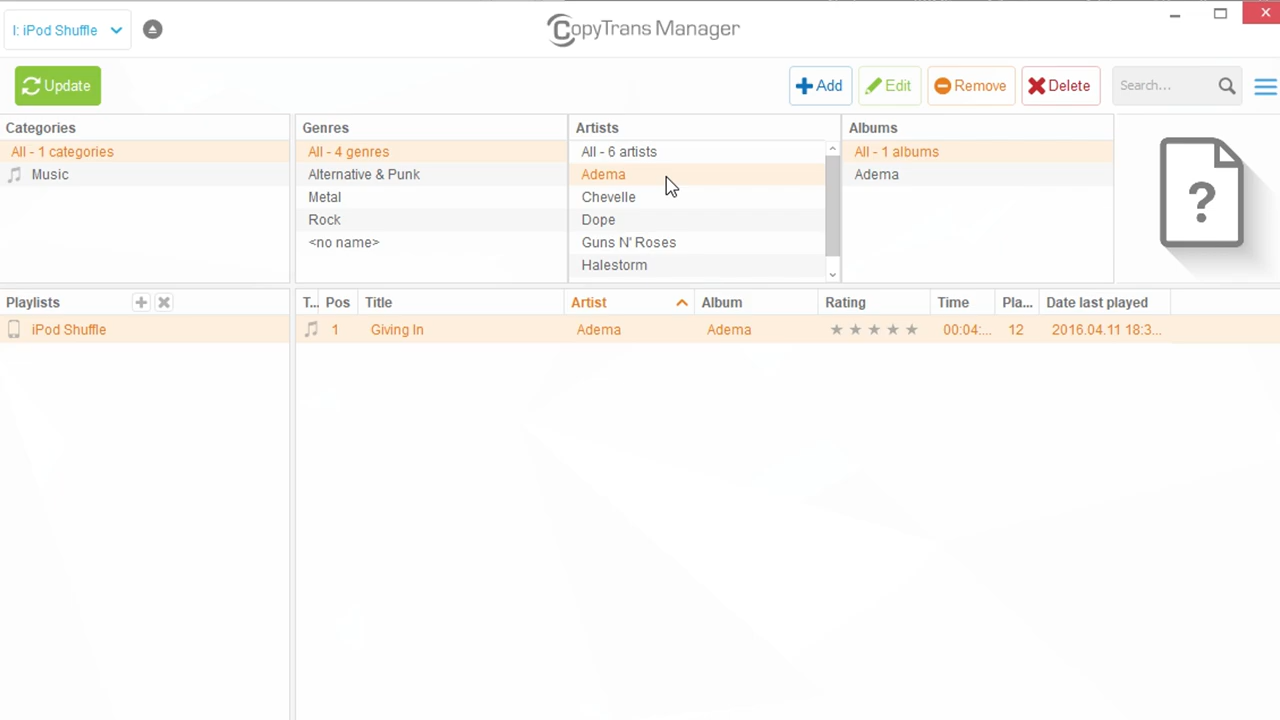 I: iPod Shuffle
CopyTrans Manager
Update
Add
Edit
Remove
Delete
Search...
Categories
All - 1 categories
Music
Genres
All - 4 genres
Alternative & Punk
Metal
Rock
<no name>
Artists
All - 6 artists
Adema
Chevelle
Dope
Guns N' Roses
Halestorm
Albums
All - 1 albums
Adema
?
Playlists
iPod Shuffle
T... Pos Title Artist Album Rating Time Pla... Date last played
1 Giving In Adema Adema 00:04:... 12 2016.04.11 18:3...